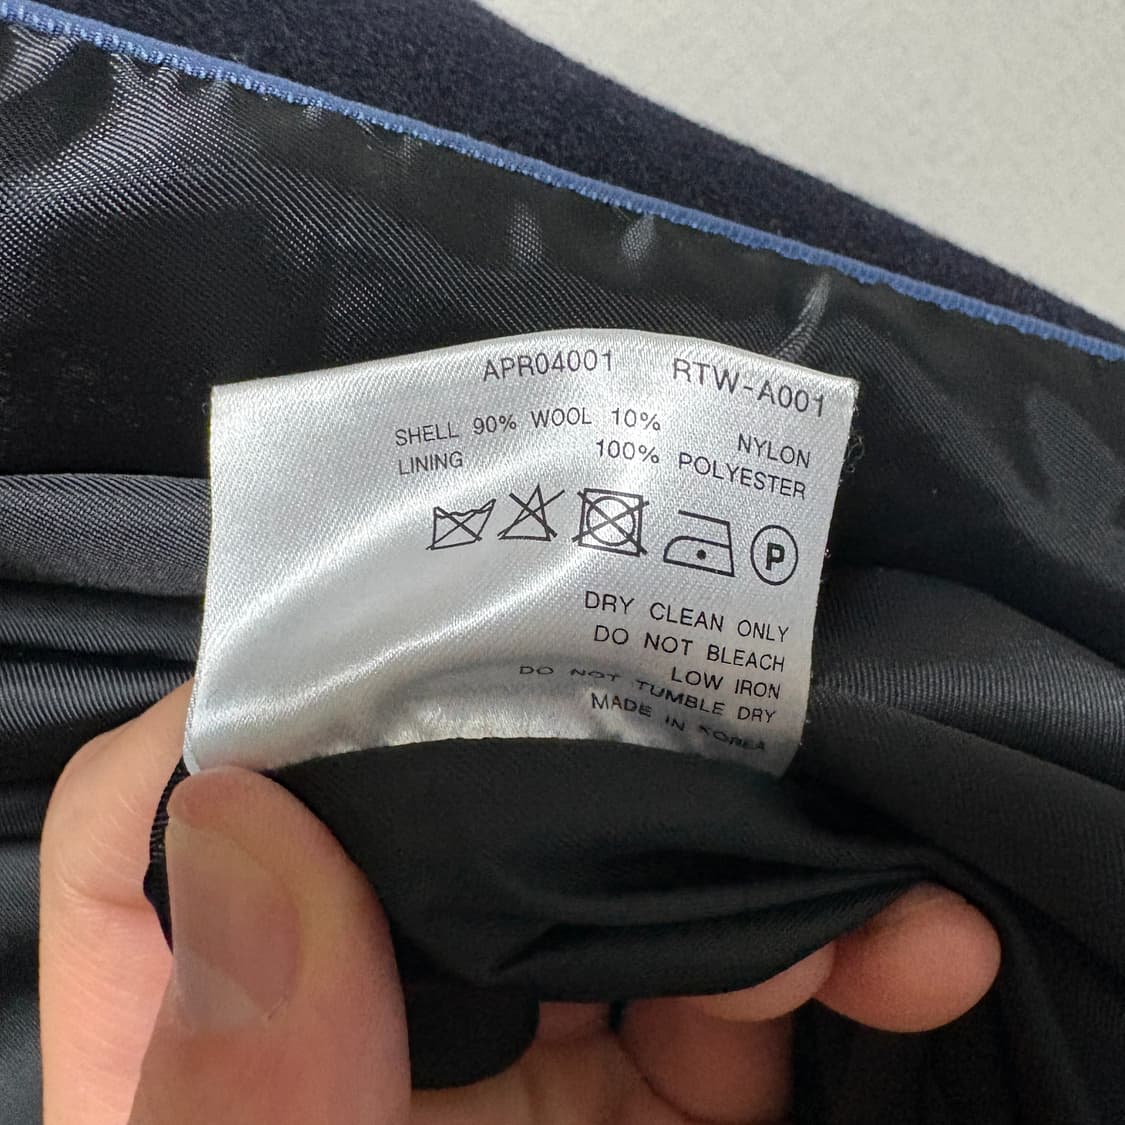 APR04001 RTW-A001
SHELL 90% WOOL 10% NYLON
LINING 100% POLYESTER
P
DRY CLEAN ONLY
DO NOT BLEACH
LOW IRON
DO NOT TUMBLE DRY
MADE IN KOREA